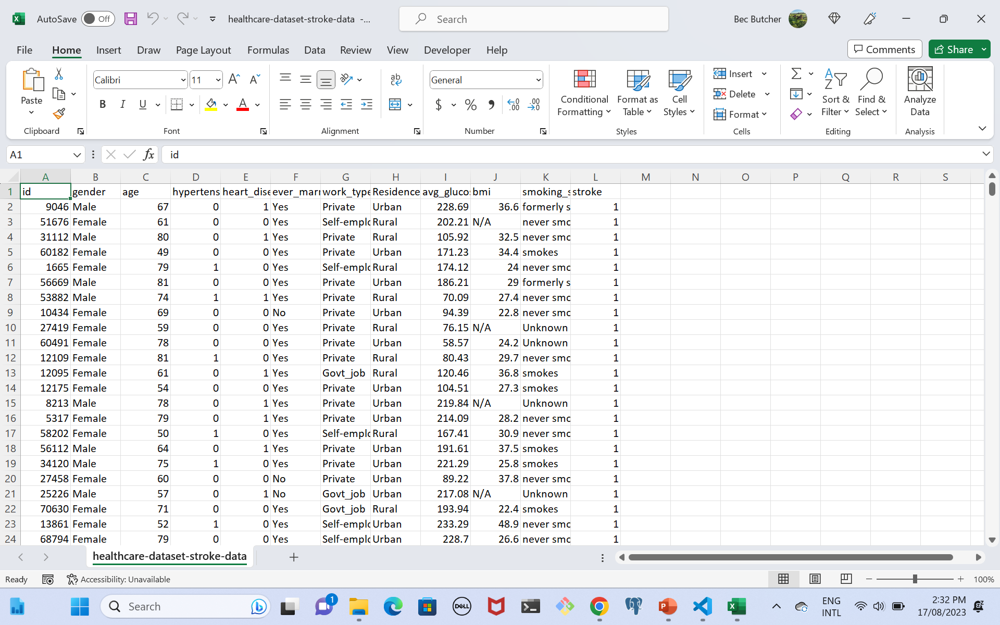 AutoSave Off healthcare-dataset-stroke-data -... Search Bec Butcher
File Home Insert Draw Page Layout Formulas Data Review View Developer Help Comments Share
Paste Calibri 11 General Conditional Formatting Format as Table Cell Styles Insert Delete Format Sort & Filter Find & Select Analyze Data
Clipboard Font Alignment Number Styles Cells Editing Analysis
A1 fx id
A B C D E F G H I J K L M N O P Q R S
1 id gender age hypertens heart_dise ever_marr work_type Residence avg_gluco: bmi smoking_s stroke
2 9046 Male 67 0 1 Yes Private Urban 228.69 36.6 formerly s 1
3 51676 Female 61 0 0 Yes Self-emplo Rural 202.21 N/A never smo 1
4 31112 Male 80 0 1 Yes Private Rural 105.92 32.5 never smo 1
5 60182 Female 49 0 0 Yes Private Urban 171.23 34.4 smokes 1
6 1665 Female 79 1 0 Yes Self-emplo Rural 174.12 24 never smo 1
7 56669 Male 81 0 0 Yes Private Urban 186.21 29 formerly s 1
8 53882 Male 74 1 1 Yes Private Rural 70.09 27.4 never smo 1
9 10434 Female 69 0 0 No Private Urban 94.39 22.8 never smo 1
10 27419 Female 59 0 0 Yes Private Rural 76.15 N/A Unknown 1
11 60491 Female 78 0 0 Yes Private Urban 58.57 24.2 Unknown 1
12 12109 Female 81 1 0 Yes Private Rural 80.43 29.7 never smo 1
13 12095 Female 61 0 1 Yes Govt_job Rural 120.46 36.8 smokes 1
14 12175 Female 54 0 0 Yes Private Urban 104.51 27.3 smokes 1
15 8213 Male 78 0 1 Yes Private Urban 219.84 N/A Unknown 1
16 5317 Female 79 0 1 Yes Private Urban 214.09 28.2 never smo 1
17 58202 Female 50 1 0 Yes Self-emplo Rural 167.41 30.9 never smo 1
18 56112 Male 64 0 1 Yes Private Urban 191.61 37.5 smokes 1
19 34120 Male 75 1 0 Yes Private Urban 221.29 25.8 smokes 1
20 27458 Female 60 0 0 No Private Urban 89.22 37.8 never smo 1
21 25226 Male 57 0 1 No Govt_job Urban 217.08 N/A Unknown 1
22 70630 Female 71 0 0 Yes Govt_job Rural 193.94 22.4 smokes 1
23 13861 Female 52 1 0 Yes Self-emplo Urban 233.29 48.9 never smo 1
24 68794 Female 79 0 0 Yes Self-emplo Urban 228.7 26.6 never smo 1
healthcare-dataset-stroke-data
Ready Accessibility: Unavailable 100%
Search 1 DELL ENG INTL 2:32 PM 17/08/2023